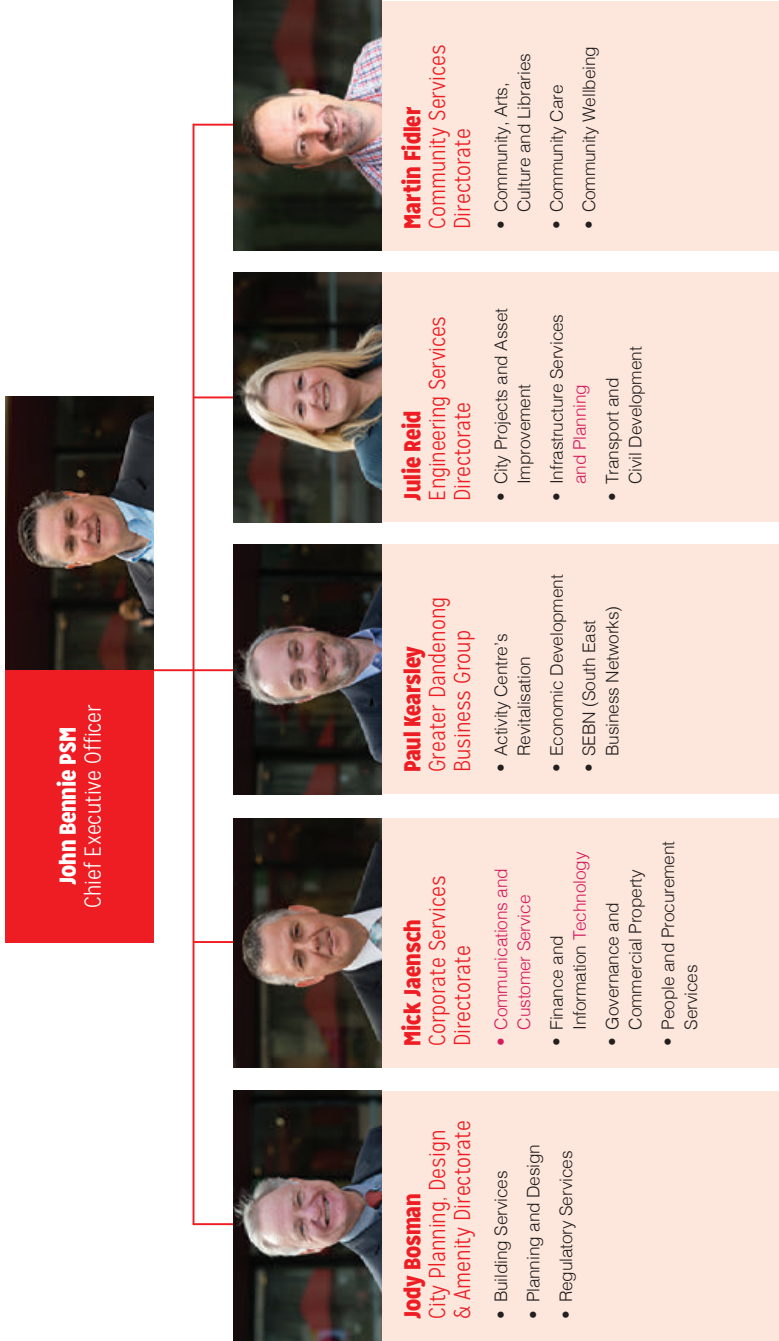 John Bennie PSM
Chief Executive Officer
Jody Bosman
City Planning, Design
& Amenity Directorate
• Building Services
• Planning and Design
• Regulatory Services
Mick Jaensch
Corporate Services
Directorate
• Communications and
Customer Service
• Finance and
Information Technology
• Governance and
Commercial Property
• People and Procurement
Services
Paul Kearsley
Greater Dandenong
Business Group
• Activity Centre's
Revitalisation
• Economic Development
• SEBN (South East
Business Networks)
Julie Reid
Engineering Services
Directorate
• City Projects and Asset
Improvement
• Infrastructure Services
and Planning
• Transport and
Civil Development
Martin Fidler
Community Services
Directorate
• Community, Arts,
Culture and Libraries
• Community Care
• Community Wellbeing